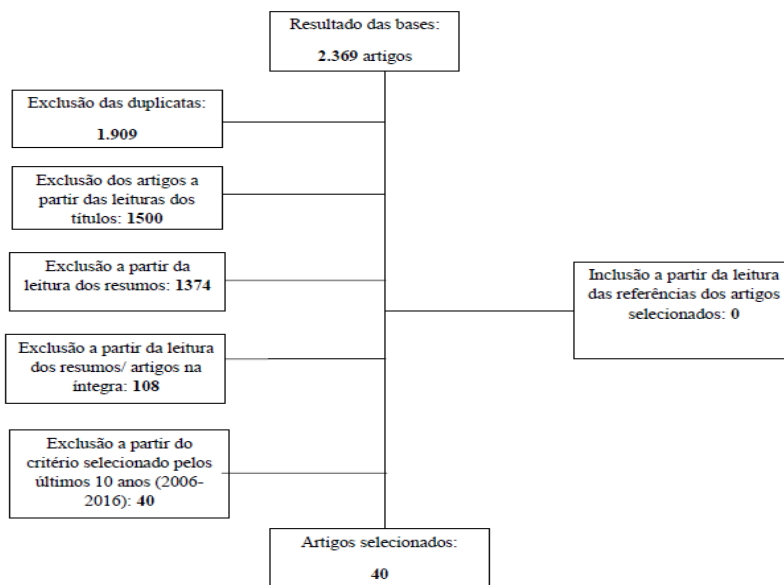 Resultado das bases:
2.369 artigos
Exclusão das duplicatas:
1.909
Exclusão dos artigos a
partir das leituras dos
títulos: 1500
Exclusão a partir da
leitura dos resumos: 1374
Inclusão a partir da leitura
das referências dos artigos
selecionados: 0
Exclusão a partir da leitura
dos resumos/ artigos na
íntegra: 108
Exclusão a partir do
critério selecionado pelos
últimos 10 anos (2006-
2016): 40
Artigos selecionados:
40